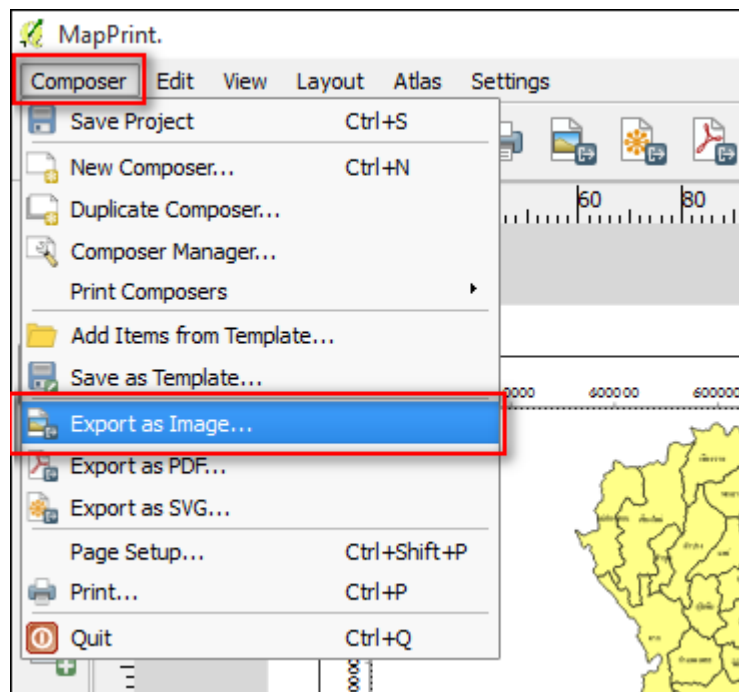 MapPrint.
Composer Edit View Layout Atlas Settings
Save Project Ctrl+S
New Composer... Ctrl+N
Duplicate Composer...
Composer Manager...
Print Composers
Add Items from Template...
Save as Template...
Export as Image...
Export as PDF...
Export as SVG...
Page Setup... Ctrl+Shift+P
Print... Ctrl+P
Quit Ctrl+Q
60 80